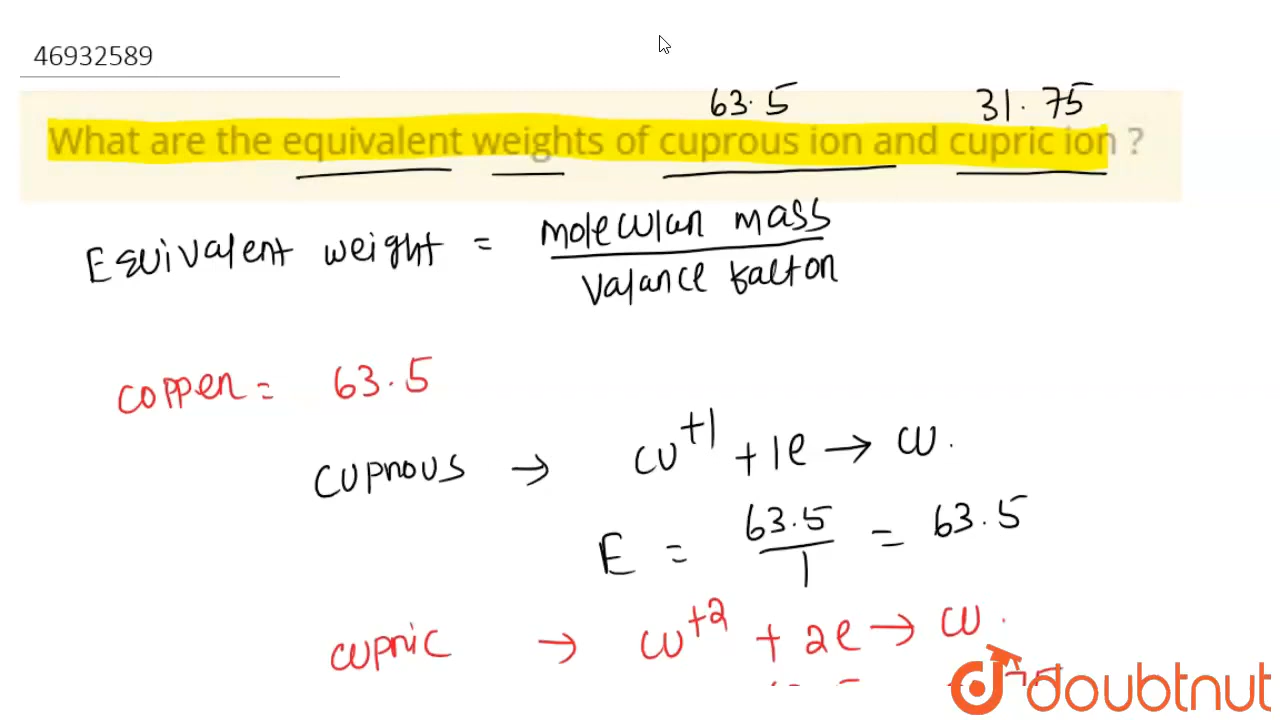 46932589
63.5 31.75
What are the equivalent weights of cuprous ion and cupric ion ?
Equivalent weight = molecular mass
valance factor
copper = 63.5
cuprous → cu+1 + 1e → cu.
E = 63.5 = 63.5
1
cupric → cu+2 + 2e → cu.
doubtnut